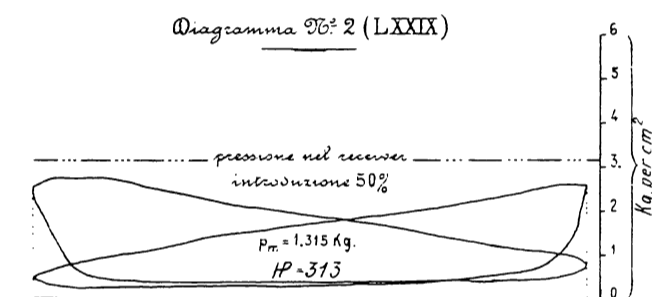 Diagramma Nº 2 (LXXIX)
6
5
4
3.
2
1
0
Kg. per cm²
pressione nel receiver
introduzione 50%
pm. = 1.315 Kg.
HP = 313